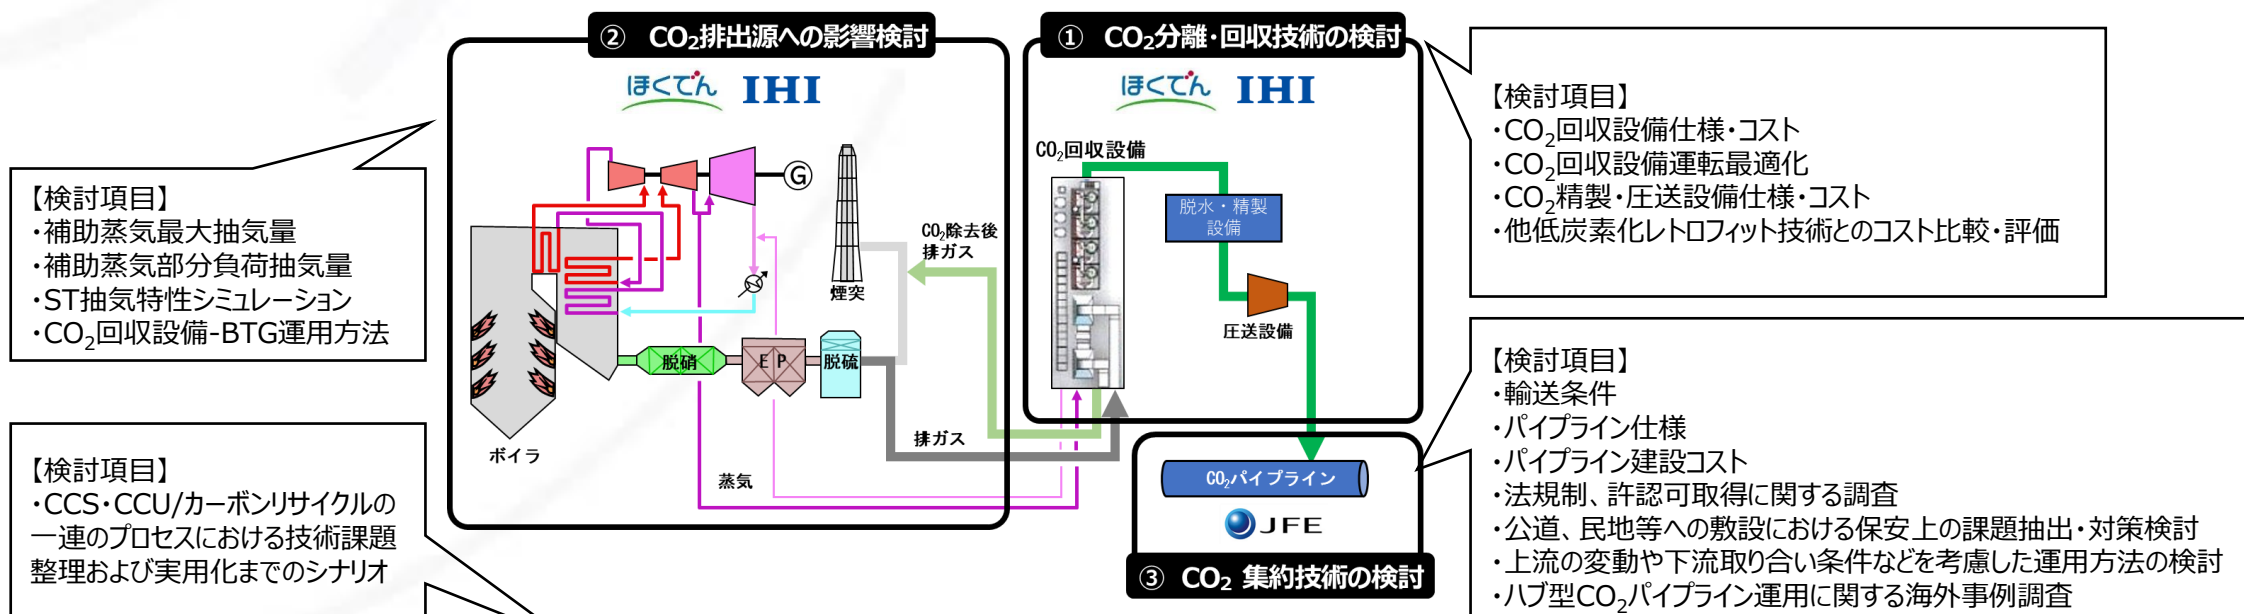 ② CO₂排出源への影響検討
ほくでん IHI
G
CO₂除去後
排ガス
煙突
脱硝
EP
脱硫
ボイラ
排ガス
蒸気
① CO₂分離・回収技術の検討
ほくでん IHI
CO₂回収設備
脱水・精製
設備
圧送設備
CO₂パイプライン
JFE
③ CO₂ 集約技術の検討
【検討項目】
・補助蒸気最大抽気量
・補助蒸気部分負荷抽気量
・ST抽気特性シミュレーション
・CO₂回収設備-BTG運用方法
【検討項目】
・CCS・CCU/カーボンリサイクルの
一連のプロセスにおける技術課題
整理および実用化までのシナリオ
【検討項目】
・CO₂回収設備仕様・コスト
・CO₂回収設備運転最適化
・CO₂精製・圧送設備仕様・コスト
・他低炭素化レトロフィット技術とのコスト比較・評価
【検討項目】
・輸送条件
・パイプライン仕様
・パイプライン建設コスト
・法規制、許認可取得に関する調査
・公道、民地等への敷設における保安上の課題抽出・対策検討
・上流の変動や下流取り合い条件などを考慮した運用方法の検討
・ハブ型CO₂パイプライン運用に関する海外事例調査